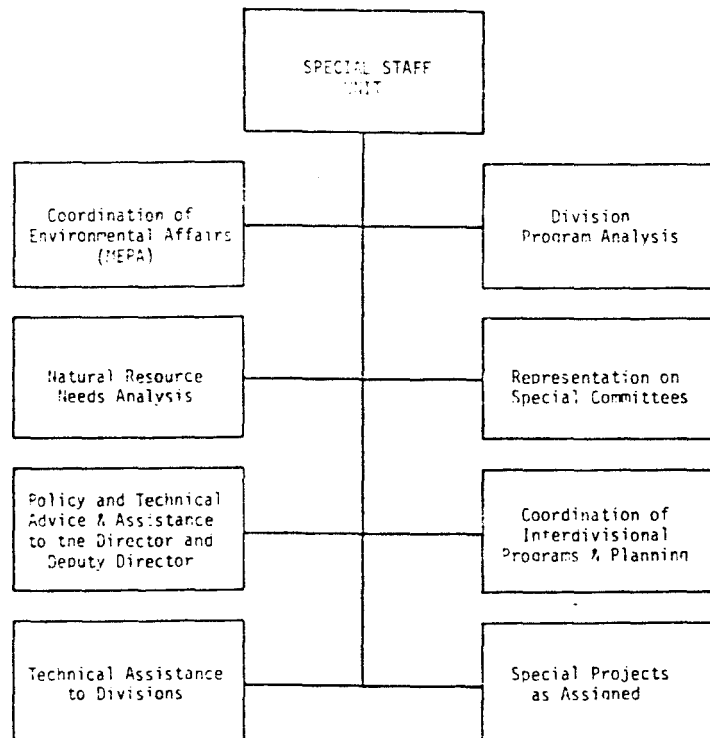 SPECIAL STAFF
UNIT
Coordination of
Environmental Affairs
(MEPA)
Division
Program Analysis
Natural Resource
Needs Analysis
Representation on
Special Committees
Policy and Technical
Advice & Assistance
to the Director and
Deputy Director
Coordination of
Interdivisional
Programs & Planning
Technical Assistance
to Divisions
Special Projects
as Assigned